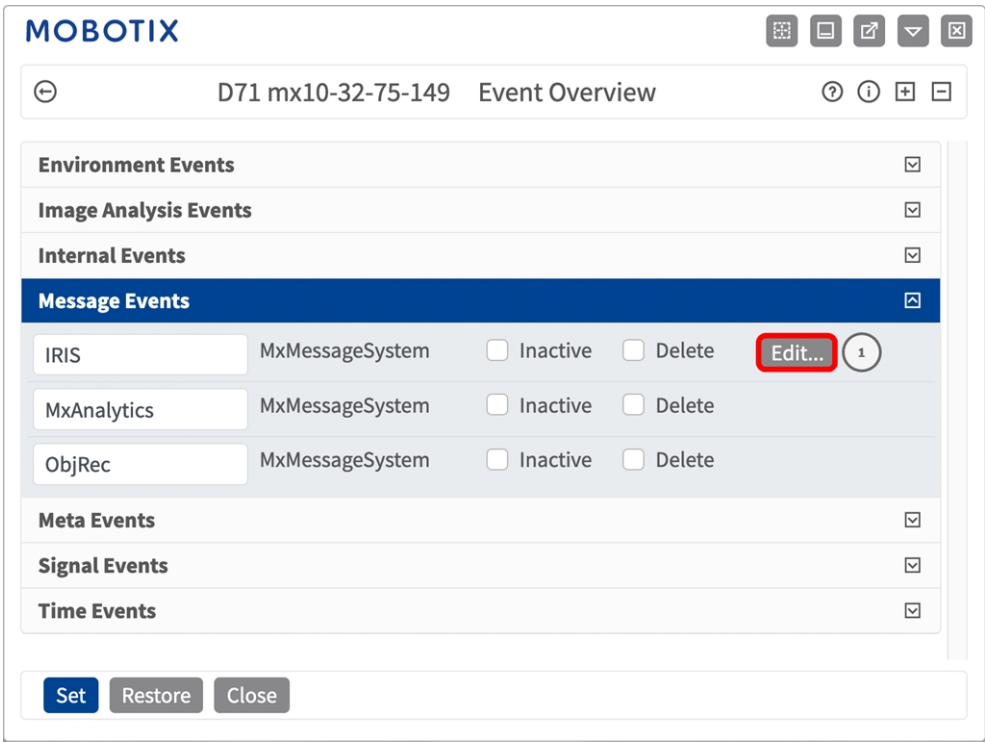 MOBOTIX
D71 mx10-32-75-149 Event Overview
Environment Events
Image Analysis Events
Internal Events
Message Events
IRIS MxMessageSystem Inactive Delete Edit... 1
MxAnalytics MxMessageSystem Inactive Delete
ObjRec MxMessageSystem Inactive Delete
Meta Events
Signal Events
Time Events
Set Restore Close